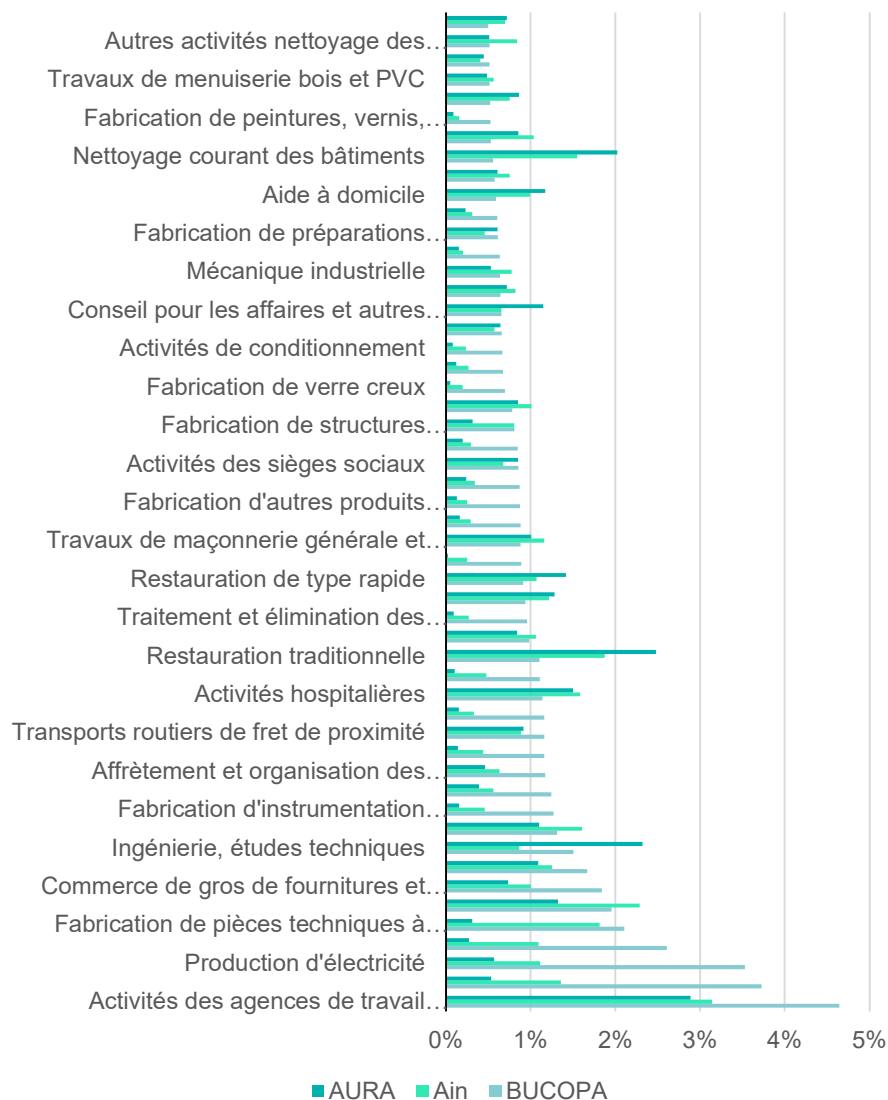 Autres activités nettoyage des…
Travaux de menuiserie bois et PVC
Fabrication de peintures, vernis,…
Nettoyage courant des bâtiments
Aide à domicile
Fabrication de préparations…
Mécanique industrielle
Conseil pour les affaires et autres…
Activités de conditionnement
Fabrication de verre creux
Fabrication de structures…
Activités des sièges sociaux
Fabrication d'autres produits…
Travaux de maçonnerie générale et…
Restauration de type rapide
Traitement et élimination des…
Restauration traditionnelle
Activités hospitalières
Transports routiers de fret de proximité
Affrètement et organisation des…
Fabrication d'instrumentation…
Ingénierie, études techniques
Commerce de gros de fournitures et…
Fabrication de pièces techniques à…
Production d'électricité
Activités des agences de travail…
0% 1% 2% 3% 4% 5%
AURA Ain BUCOPA